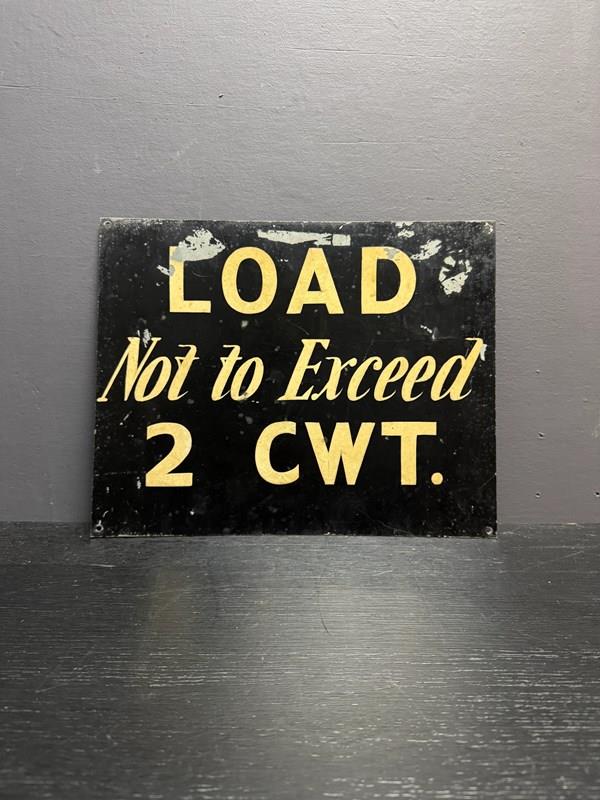 LOAD
Not to Exceed
2 CWT.